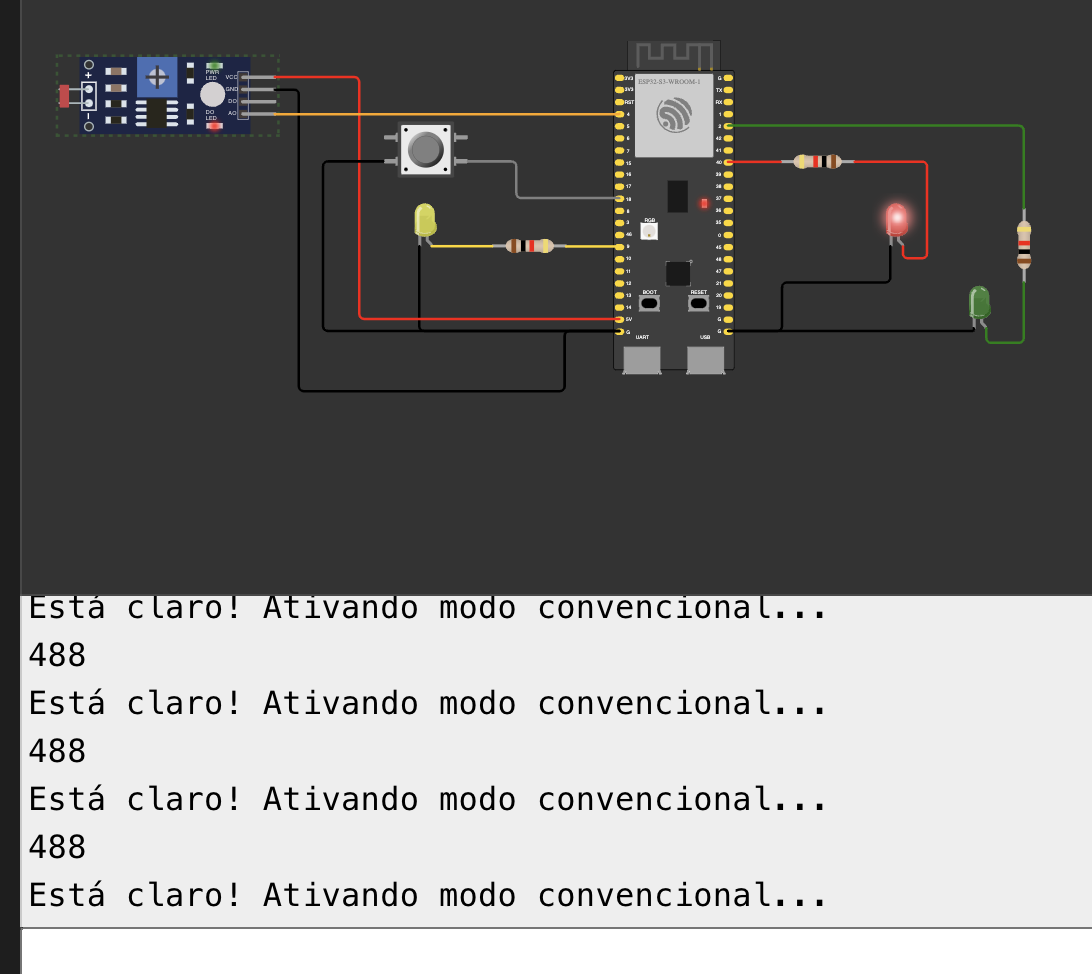 PWR
LED
VCC
GND
DO
AO
DO
LED
+
ESP32-S3-WROOM-1
3V3
3V3
RST
4
5
6
7
15
16
17
18
8
3
46
9
10
11
12
13
14
5V
G
G
TX
RX
1
2
42
41
40
39
38
37
36
35
0
45
48
47
21
20
19
G
G
RGB
BOOT
RESET
UART
USB
Está claro! Ativando modo convencional...
488
Está claro! Ativando modo convencional...
488
Está claro! Ativando modo convencional...
488
Está claro! Ativando modo convencional...